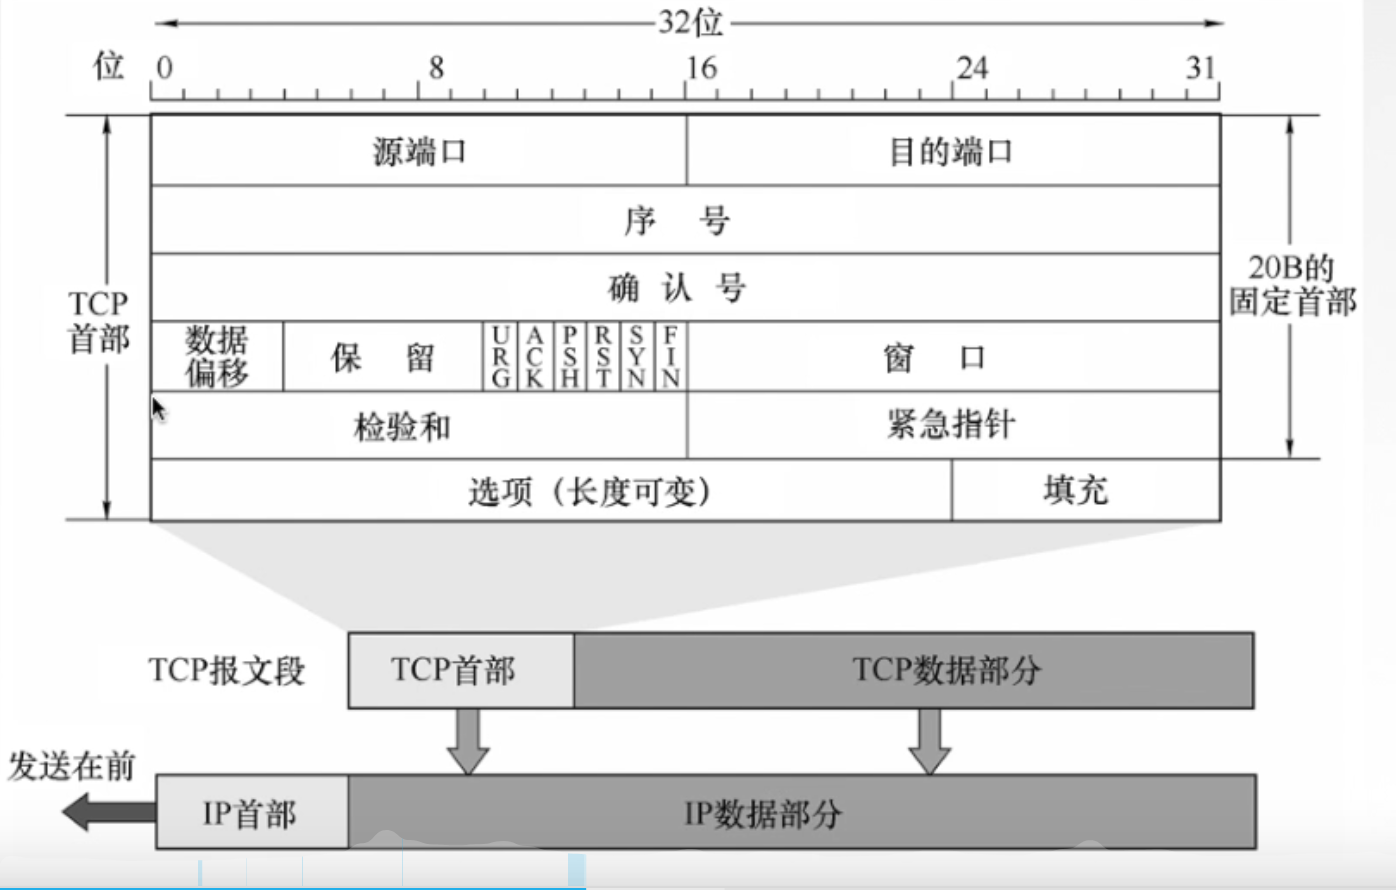 32位
位 0 8 16 24 31
源端口 目的端口
序 号
确 认 号
TCP
首部
20B的
固定首部
数据
偏移
保 留
URG
ACK
PSH
RST
SYN
FIN
窗 口
检验和 紧急指针
选项（长度可变） 填充
TCP报文段 TCP首部 TCP数据部分
发送在前
IP首部 IP数据部分